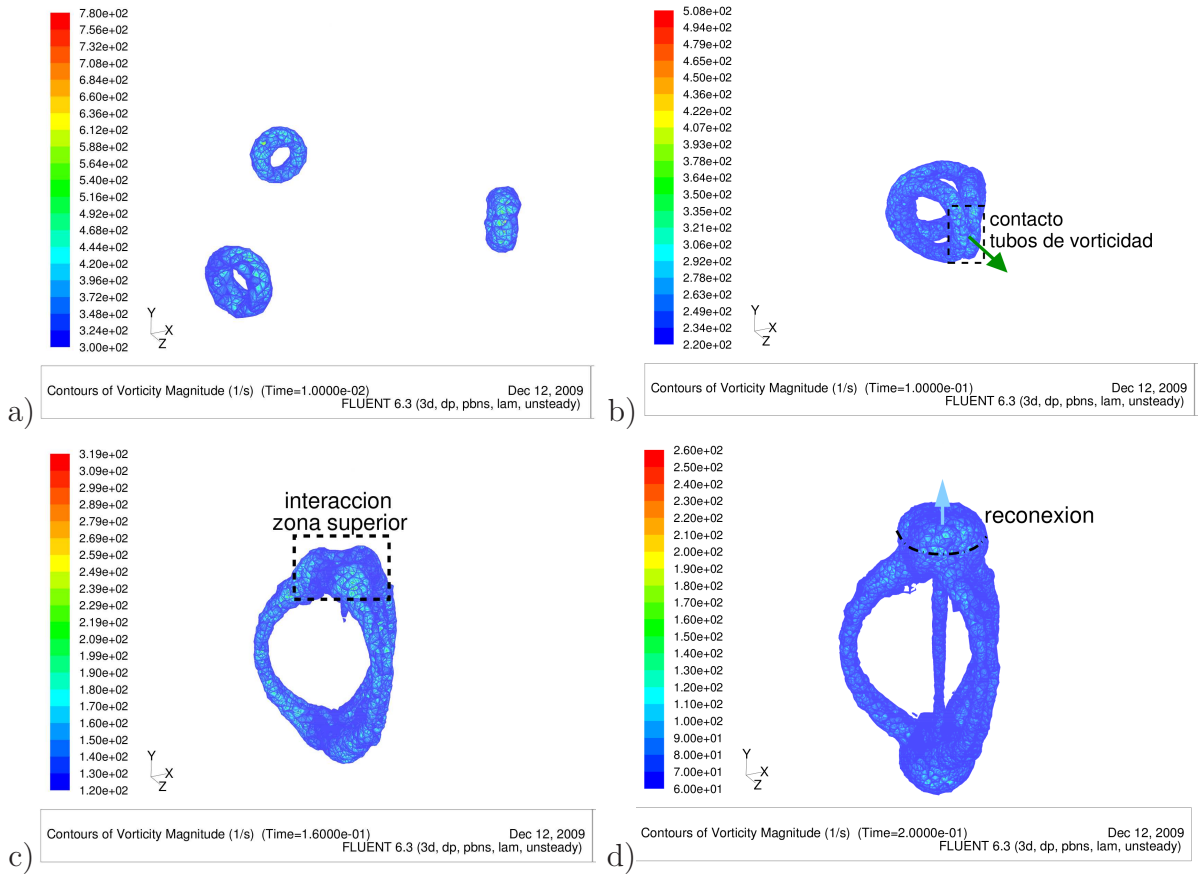 7.80e+02
7.56e+02
7.32e+02
7.08e+02
6.84e+02
6.60e+02
6.36e+02
6.12e+02
5.88e+02
5.64e+02
5.40e+02
5.16e+02
4.92e+02
4.68e+02
4.44e+02
4.20e+02
3.96e+02
3.72e+02
3.48e+02
3.24e+02
3.00e+02
Y
X
Z
Contours of Vorticity Magnitude (1/s) (Time=1.0000e-02)
Dec 12, 2009
FLUENT 6.3 (3d, dp, pbns, lam, unsteady)
a)
5.08e+02
4.94e+02
4.79e+02
4.65e+02
4.50e+02
4.36e+02
4.22e+02
4.07e+02
3.93e+02
3.78e+02
3.64e+02
3.50e+02
3.35e+02
3.21e+02
3.06e+02
2.92e+02
2.78e+02
2.63e+02
2.49e+02
2.34e+02
2.20e+02
contacto
tubos de vorticidad
Y
X
Z
Contours of Vorticity Magnitude (1/s) (Time=1.0000e-01)
Dec 12, 2009
FLUENT 6.3 (3d, dp, pbns, lam, unsteady)
b)
3.19e+02
3.09e+02
2.99e+02
2.89e+02
2.79e+02
2.69e+02
2.59e+02
2.49e+02
2.39e+02
2.29e+02
2.19e+02
2.09e+02
1.99e+02
1.90e+02
1.80e+02
1.70e+02
1.60e+02
1.50e+02
1.40e+02
1.30e+02
1.20e+02
interaccion
zona superior
Y
X
Z
Contours of Vorticity Magnitude (1/s) (Time=1.6000e-01)
Dec 12, 2009
FLUENT 6.3 (3d, dp, pbns, lam, unsteady)
c)
2.60e+02
2.50e+02
2.40e+02
2.30e+02
2.20e+02
2.10e+02
2.00e+02
1.90e+02
1.80e+02
1.70e+02
1.60e+02
1.50e+02
1.40e+02
1.30e+02
1.20e+02
1.10e+02
1.00e+02
9.00e+01
8.00e+01
7.00e+01
6.00e+01
reconexion
Y
X
Z
Contours of Vorticity Magnitude (1/s) (Time=2.0000e-01)
Dec 12, 2009
FLUENT 6.3 (3d, dp, pbns, lam, unsteady)
d)